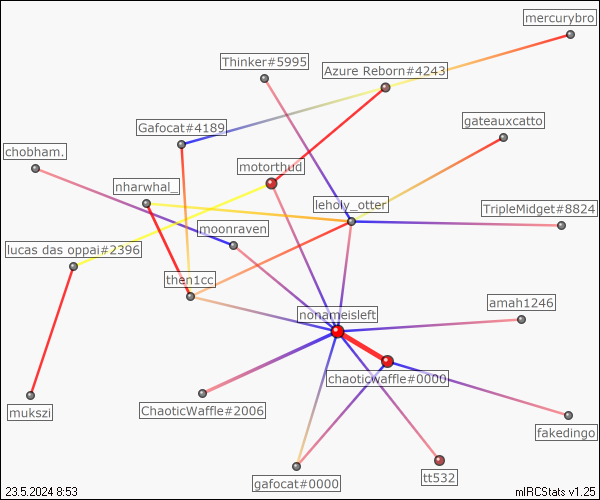 mercurybro
Thinker#5995
Azure Reborn#4243
gateauxcatto
Gafocat#4189
chobham.
motorthud
nharwhal_
leholy_otter
TripleMidget#8824
moonraven
lucas das oppai#2396
then1cc
amah1246
nonameisleft
chaoticwaffle#0000
ChaoticWaffle#2006
mukszi
fakedingo
tt532
gafocat#0000
23.5.2024 8:53
mIRCStats v1.25